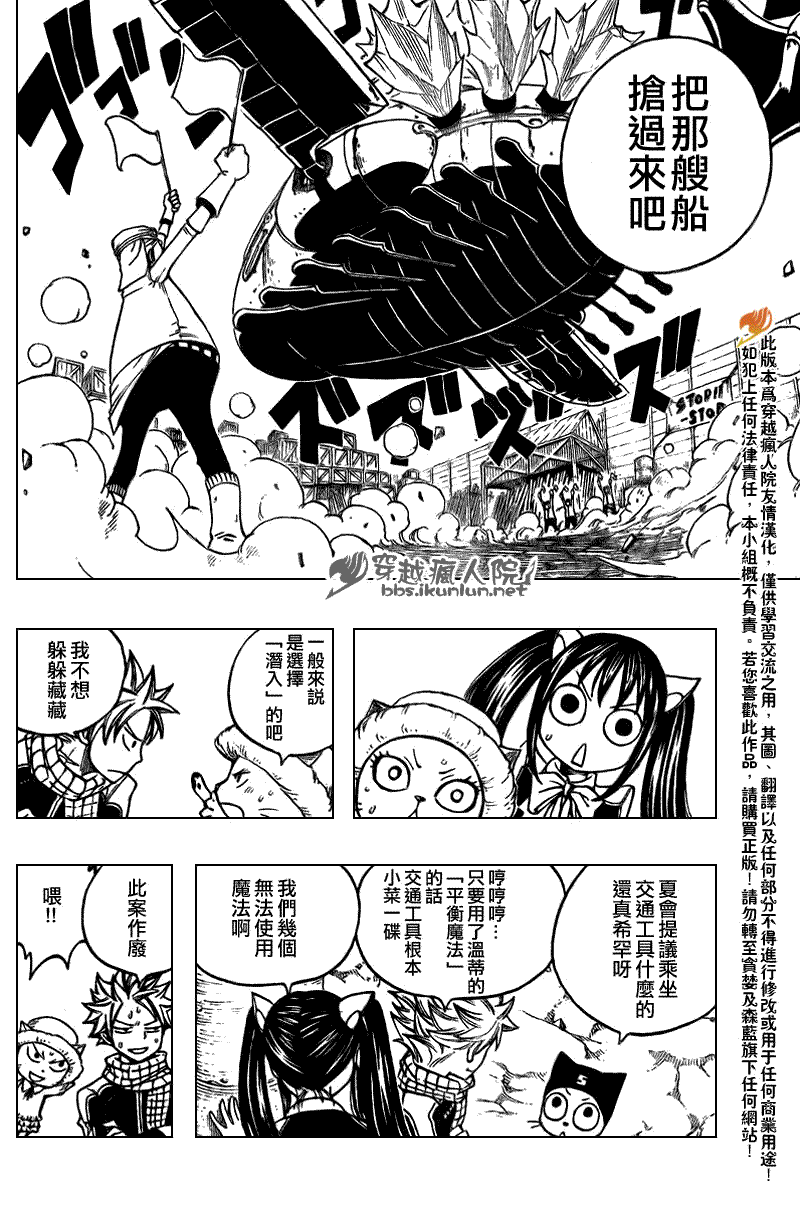 把那艘船
搶過來吧
ズ
ズ
ズ
ズ
ズ
ズ
STOP!!
-STOP
穿越瘋人院
bbs.ikunlun.net
一般來說
是選擇
「潛入」的吧
我不想
躲躲藏藏
夏會提議乘坐
交通工具什麼的
還真希罕呀
哼哼哼…
只要用了溫蒂的
「平衡魔法」
的話
交通工具根本
小菜一碟
我們幾個
無法使用
魔法啊
此案作廢
喂!!
此版本爲穿越瘋人院友情漢化，僅供學習交流之用，其圖、翻譯以及任何部分不得進行修改或用于任何商業用途！
如犯上任何法律責任，本小組概不負責。若您喜歡此作品，請購買正版！請勿轉至貪婪及森藍旗下任何網站！